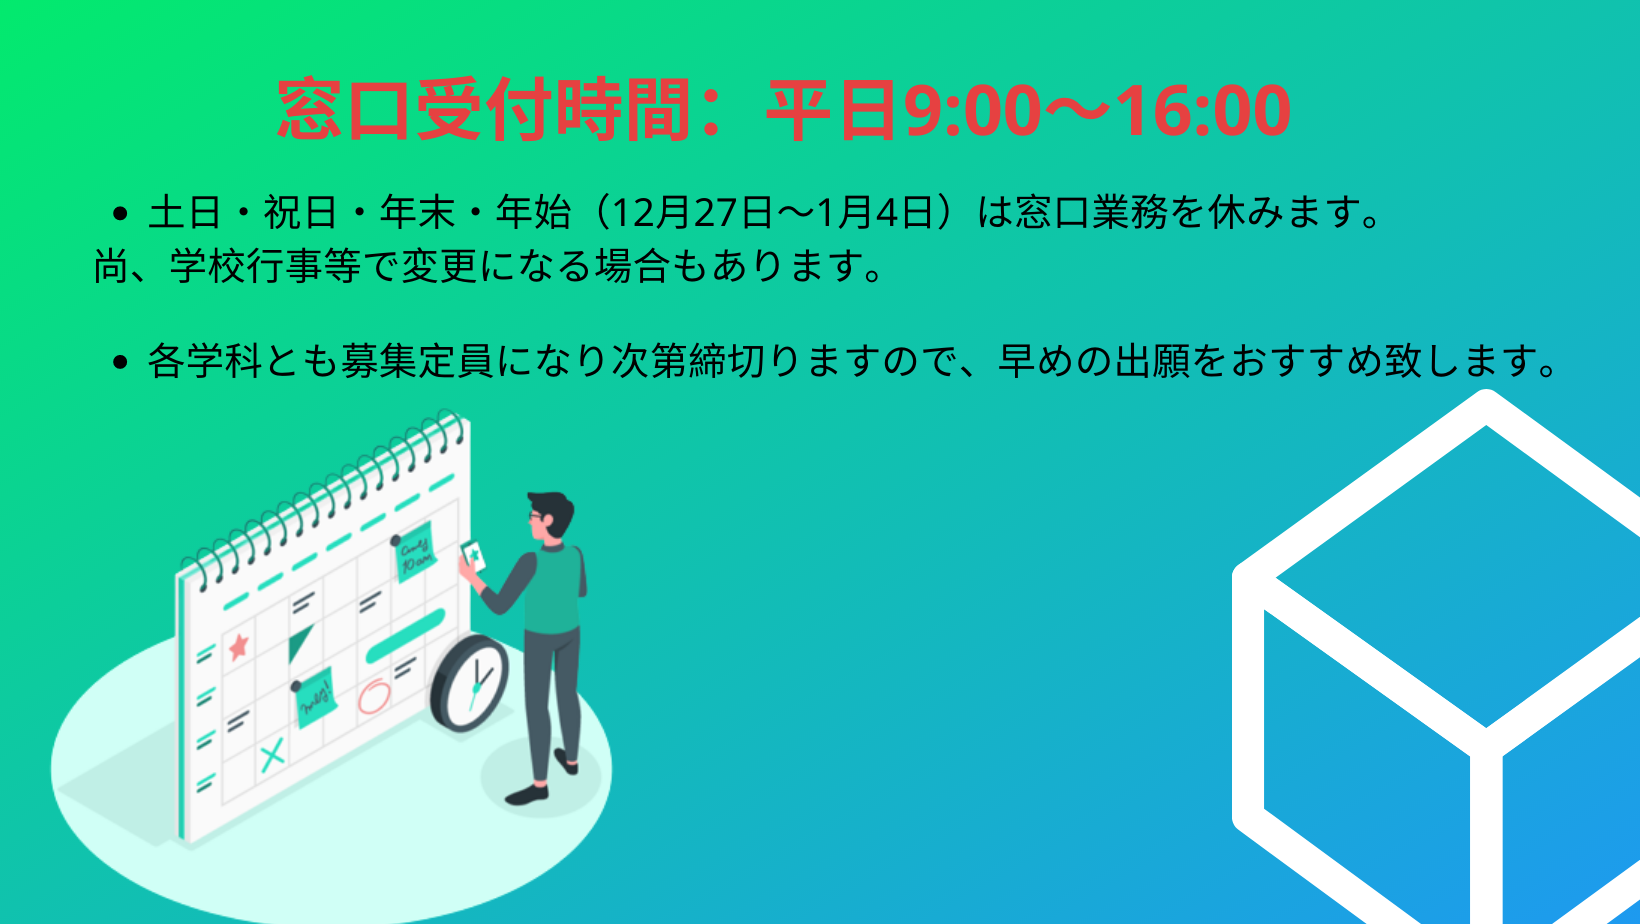 窓口受付時間：平日9:00〜16:00
• 土日・祝日・年末・年始（12月27日〜1月4日）は窓口業務を休みます。
尚、学校行事等で変更になる場合もあります。
• 各学科とも募集定員になり次第締切りますので、早めの出願をおすすめ致します。
10am